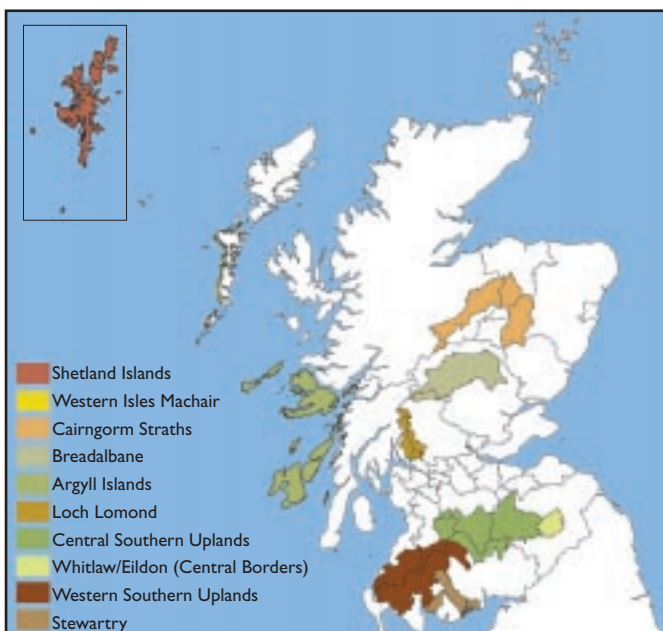 Shetland Islands
Western Isles Machair
Cairngorm Straths
Breadalbane
Argyll Islands
Loch Lomond
Central Southern Uplands
Whitlaw/Eildon (Central Borders)
Western Southern Uplands
Stewartry